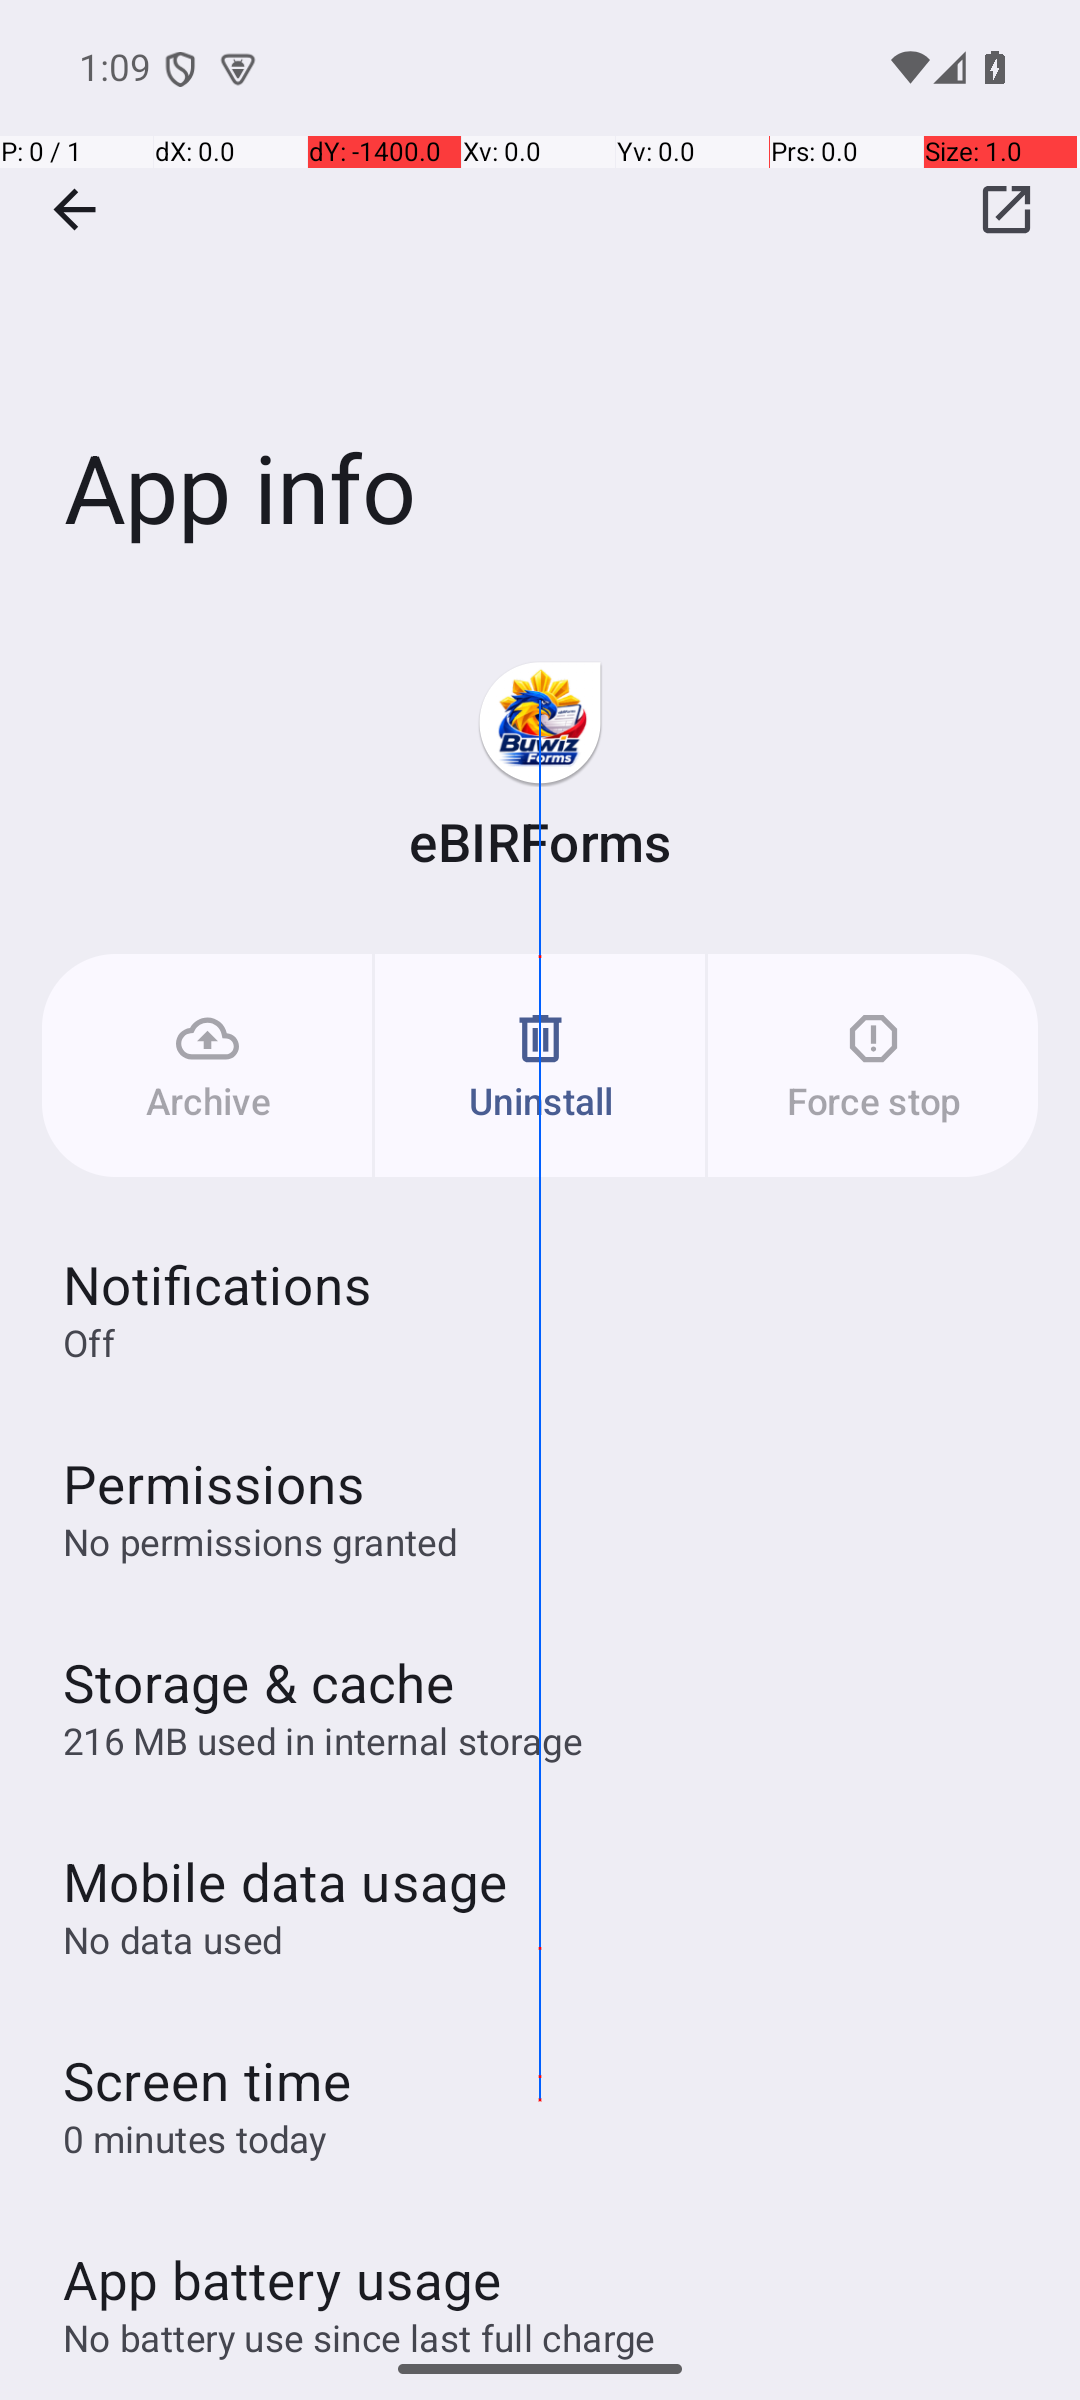 1:09
P: 0 / 1 dX: 0.0 dY: -1400.0 Xv: 0.0 Yv: 0.0 Prs: 0.0 Size: 1.0
App info
Buwiz
Forms
eBIRForms
Archive Uninstall Force stop
Notifications
Off
Permissions
No permissions granted
Storage & cache
216 MB used in internal storage
Mobile data usage
No data used
Screen time
0 minutes today
App battery usage
No battery use since last full charge